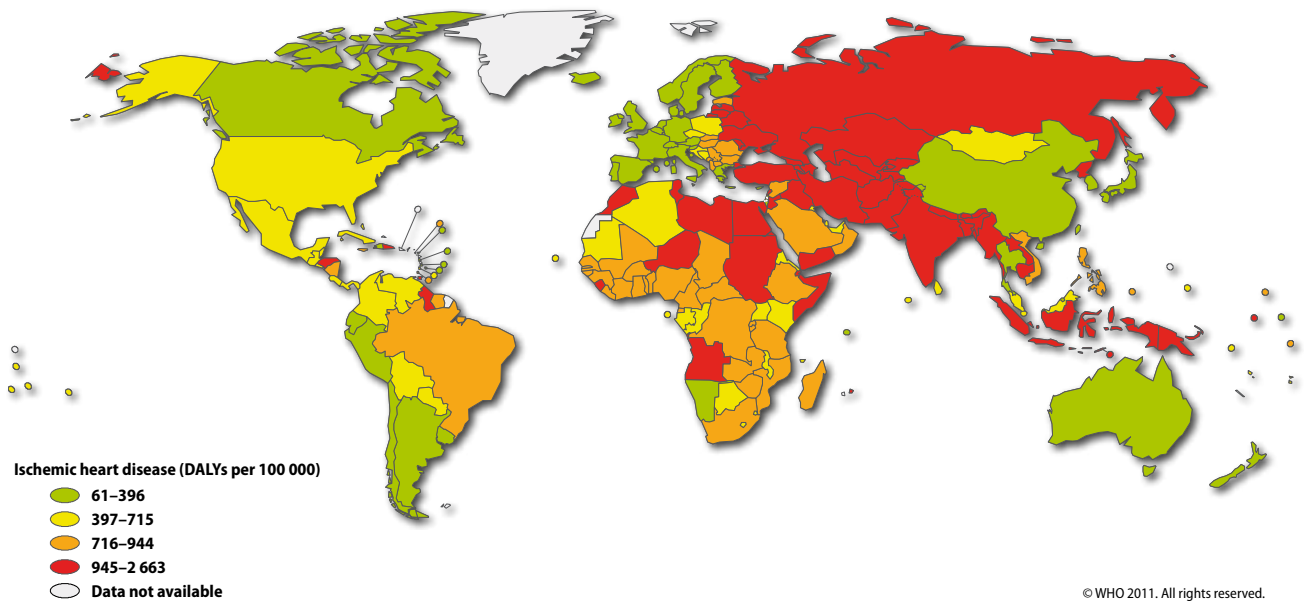 Ischemic heart disease (DALYs per 100 000)
61–396
397–715
716–944
945–2 663
Data not available
© WHO 2011. All rights reserved.